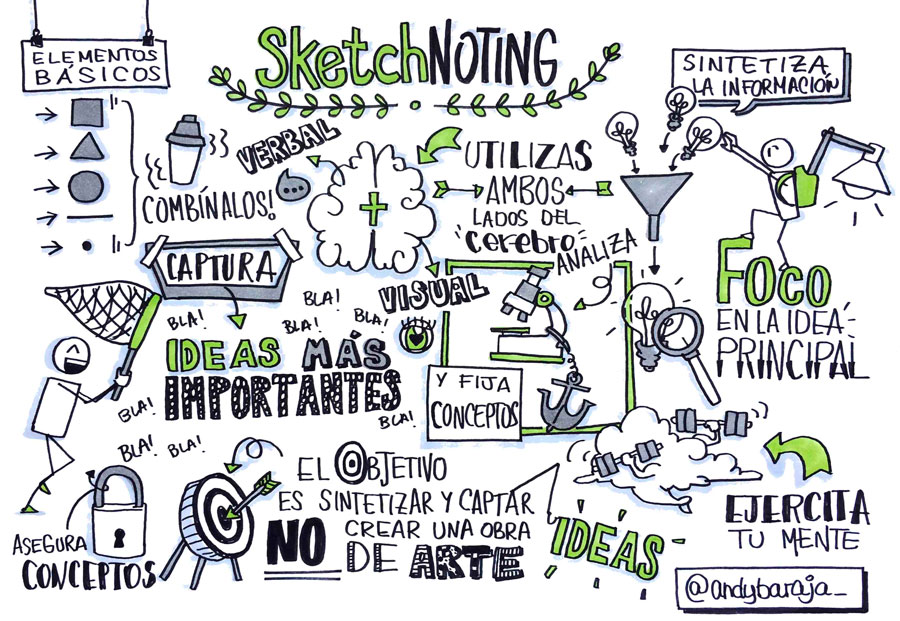 SketchNOTING
ELEMENTOS
BÁSICOS
COMBÍNALOS!
VERBAL
UTILIZAS
AMBOS
LADOS DEL
"cerebro"
VISUAL
SINTETIZA
LA INFORMACIÓN
FOCO
EN LA IDEA
PRINCIPAL
CAPTURA
IDEAS MÁS
IMPORTANTES
BLA!
BLA!
BLA!
BLA!
BLA!
BLA!
BLA!
BLA!
ANALIZA
Y FIJA
CONCEPTOS
ASEGURA
CONCEPTOS
EL OBJETIVO
ES SINTETIZAR Y CAPTAR
NO CREAR UNA OBRA
DE ARTE
IDEAS
EJERCITA
TU MENTE
@andybaraja_